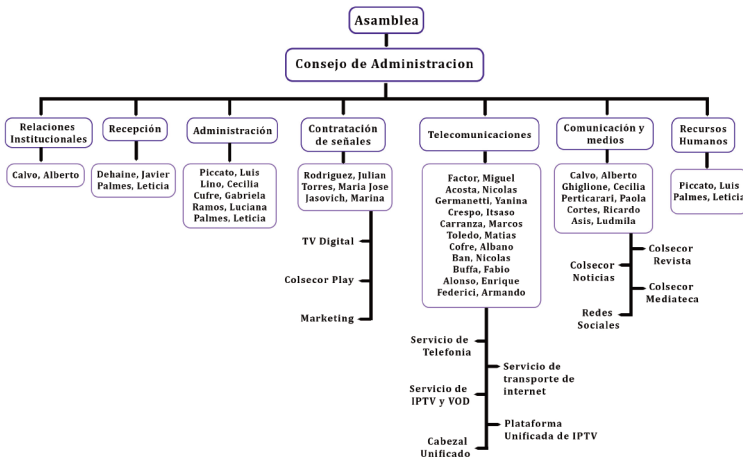 Asamblea
Consejo de Administracion
Relaciones
Institucionales
Calvo, Alberto
Recepción
Dehaine, Javier
Palmes, Leticia
Administración
Piccato, Luis
Lino, Cecilia
Cufre, Gabriela
Ramos, Luciana
Palmes, Leticia
Contratación
de señales
Rodriguez, Julian
Torres, Maria Jose
Jasovich, Marina
TV Digital
Colsecor Play
Marketing
Telecomunicaciones
Factor, Miguel
Acosta, Nicolas
Germanetti, Yanina
Crespo, Itsaso
Carranza, Marcos
Toledo, Matias
Cofre, Albano
Ban, Nicolas
Buffa, Fabio
Alonso, Enrique
Federici, Armando
Servicio de
Telefonia
Servicio de
transporte de
internet
Servicio de
IPTV y VOD
Plataforma
Unificada de IPTV
Cabezal
Unificado
Comunicación y
medios
Calvo, Alberto
Ghiglione, Cecilia
Perticarari, Paola
Cortes, Ricardo
Asis, Ludmila
Colsecor
Revista
Colsecor
Noticias
Colsecor
Mediateca
Redes
Sociales
Recursos
Humanos
Piccato, Luis
Palmes, Leticia